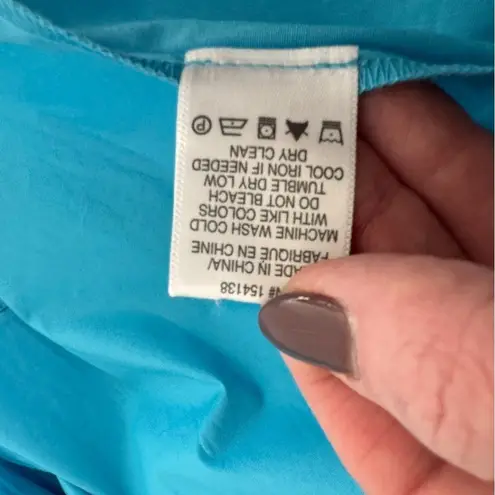 N# 154138
ADE IN CHINA/
FABRIQUE EN CHINE
MACHINE WASH COLD
WITH LIKE COLORS
DO NOT BLEACH
TUMBLE DRY LOW
COOL IRON IF NEEDED
DRY CLEAN
P